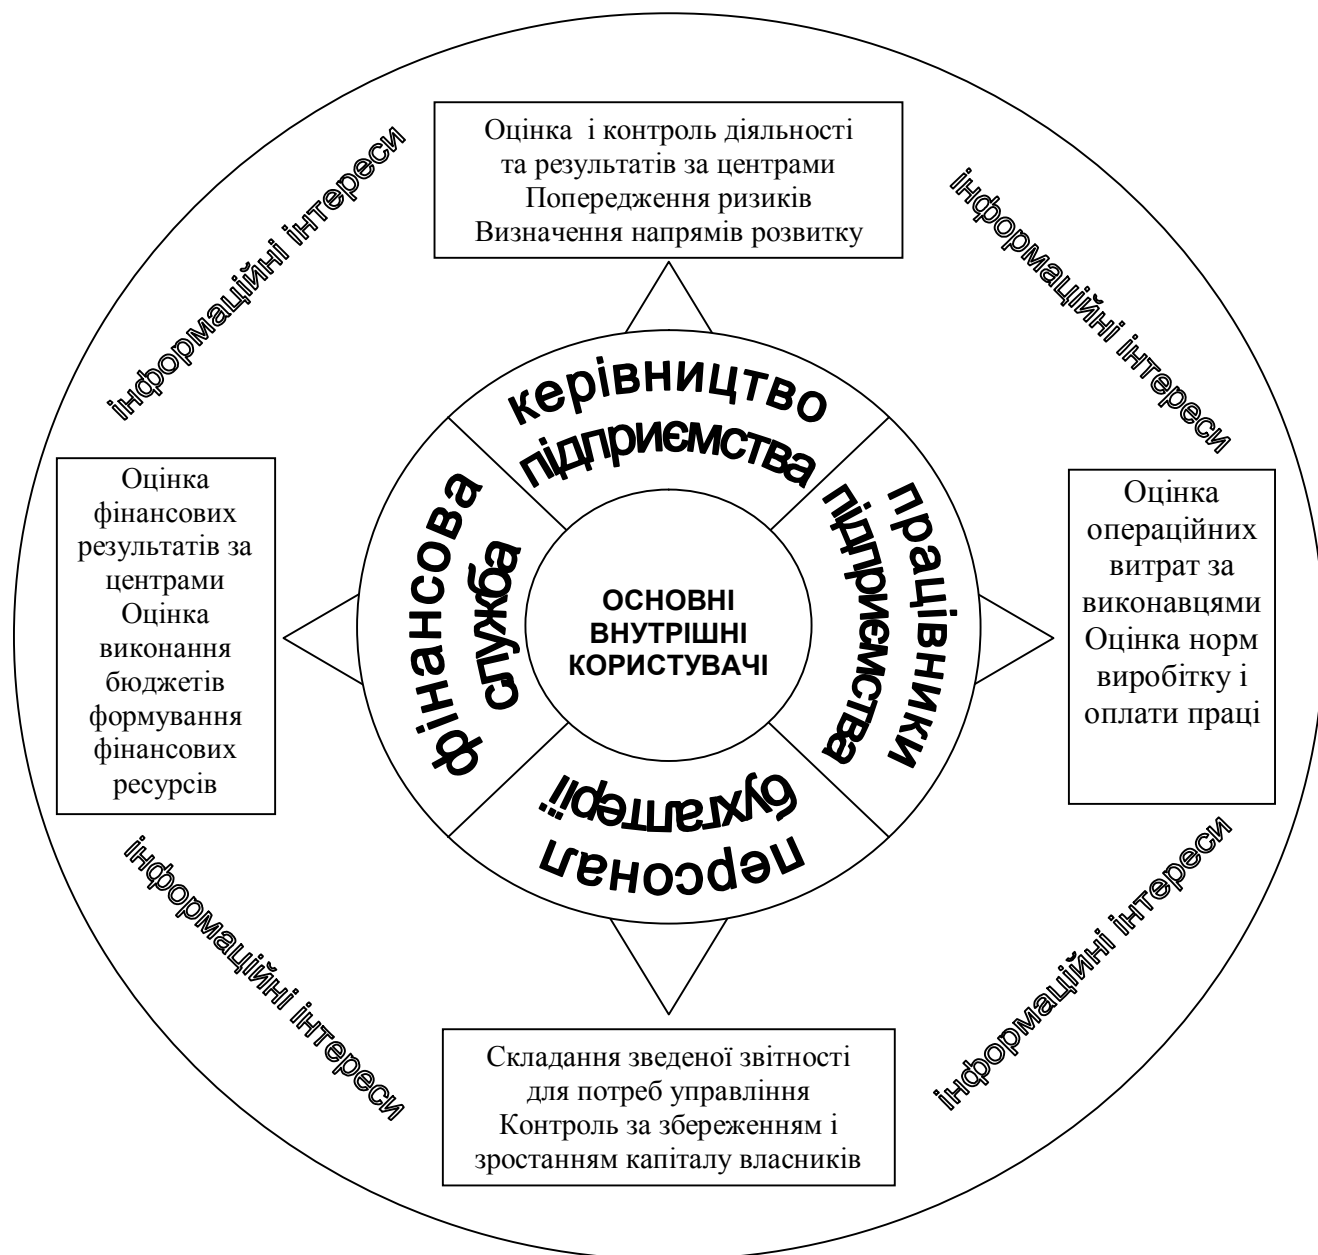 Оцінка і контроль діяльності
та результатів за центрами
Попередження ризиків
Визначення напрямів розвитку
інформаційні інтереси
інформаційні інтереси
керівництво
підприємства
Оцінка
фінансових
результатів за
центрами
Оцінка
виконання
бюджетів
формування
фінансових
ресурсів
фінансова
служба
ОСНОВНІ
ВНУТРІШНІ
КОРИСТУВАЧІ
працівники
підприємства
Оцінка
операційних
витрат за
виконавцями
Оцінка норм
виробітку і
оплати праці
персонал
бухгалтерії
інформаційні інтереси
інформаційні інтереси
Складання зведеної звітності
для потреб управління
Контроль за збереженням і
зростанням капіталу власників